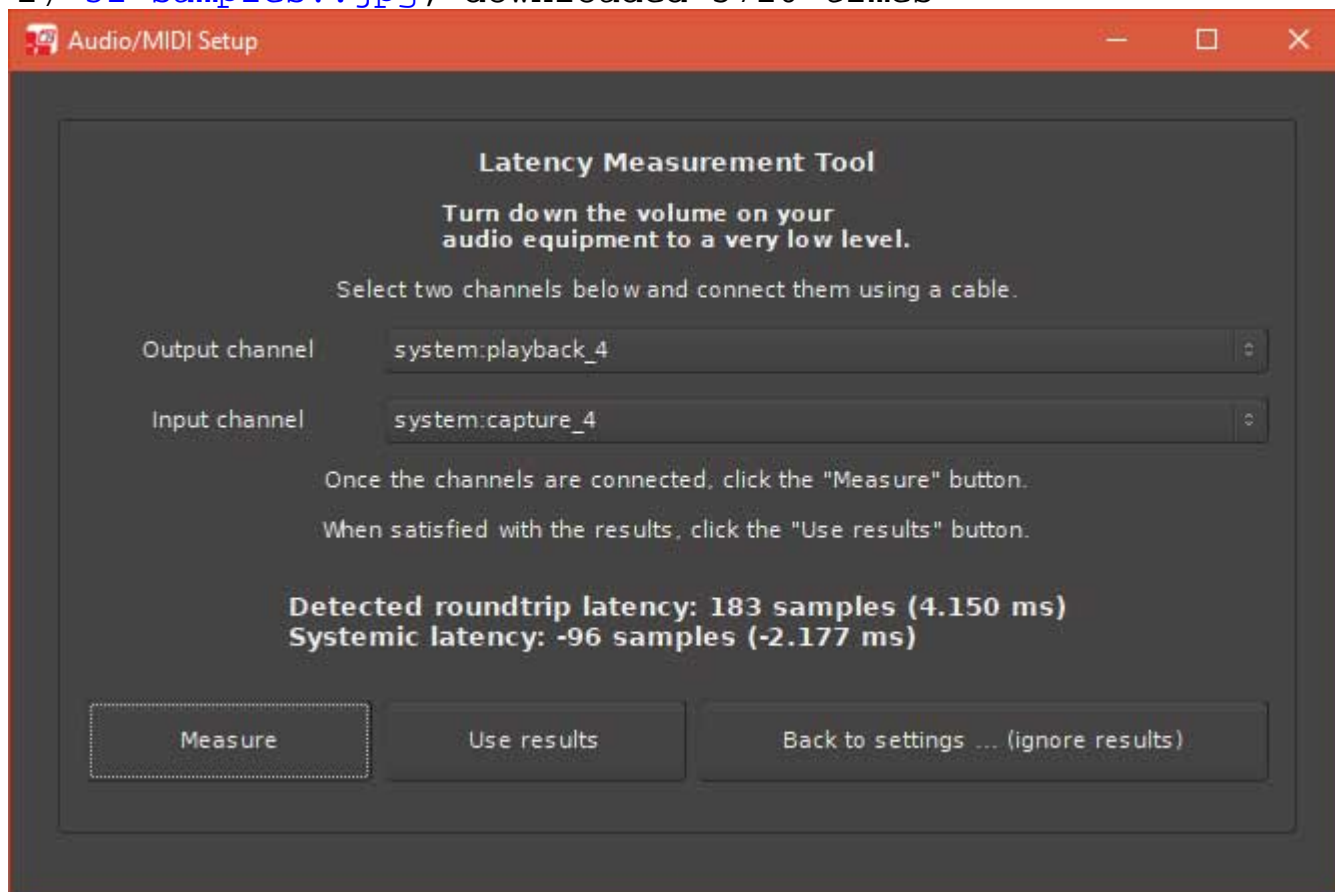 Audio/MIDI Setup
Latency Measurement Tool
Turn down the volume on your
audio equipment to a very low level.
Select two channels below and connect them using a cable.
Output channel system:playback_4
Input channel system:capture_4
Once the channels are connected, click the "Measure" button.
When satisfied with the results, click the "Use results" button.
Detected roundtrip latency: 183 samples (4.150 ms)
Systemic latency: -96 samples (-2.177 ms)
Measure Use results Back to settings ... (ignore results)